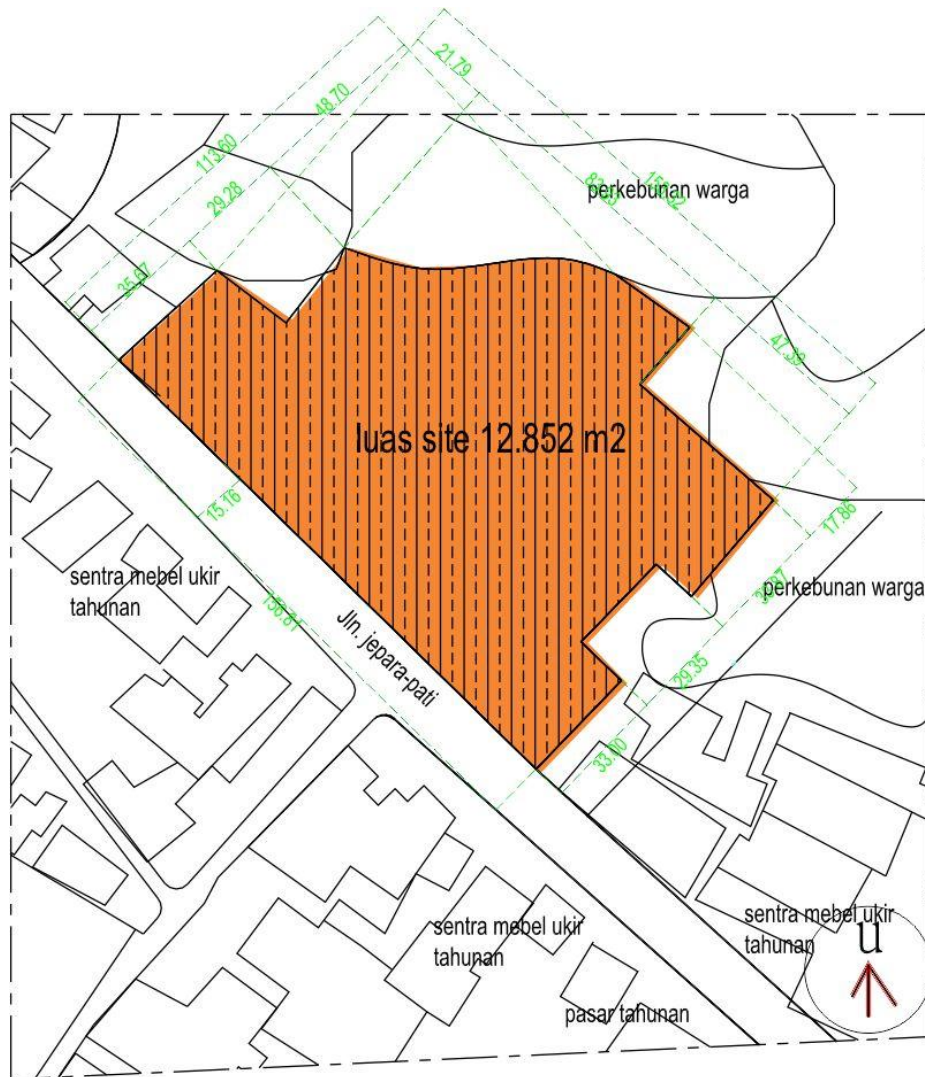 21.79
48.70
113.60
29.28
35.67
perkebunan warga
47.39
luas site 12.852 m2
15.16
17.86
sentra mebel ukir
tahunan
perkebunan warga
Jln. jepara-pati
29.35
33.00
sentra mebel ukir
tahunan
sentra mebel ukir
tahunan
u
pasar tahunan